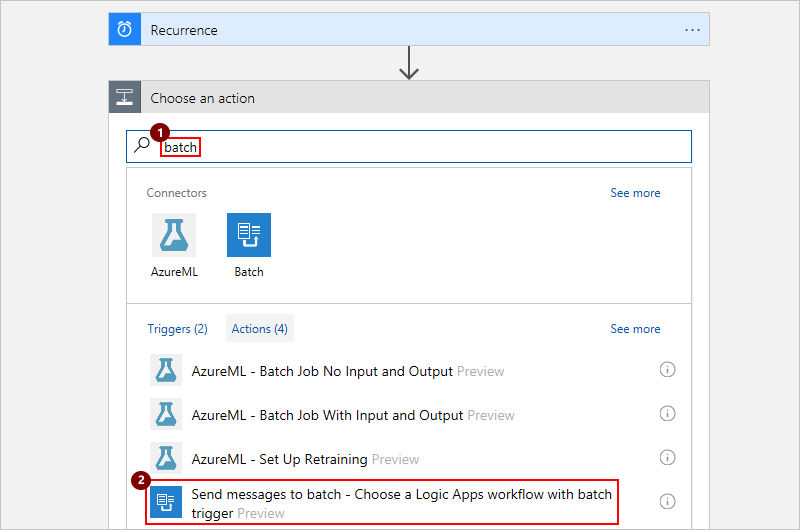 Recurrence ...
Choose an action
1
batch
Connectors See more
AzureML Batch
Triggers (2) Actions (4) See more
AzureML - Batch Job No Input and Output Preview
AzureML - Batch Job With Input and Output Preview
AzureML - Set Up Retraining Preview
2
Send messages to batch - Choose a Logic Apps workflow with batch
trigger Preview